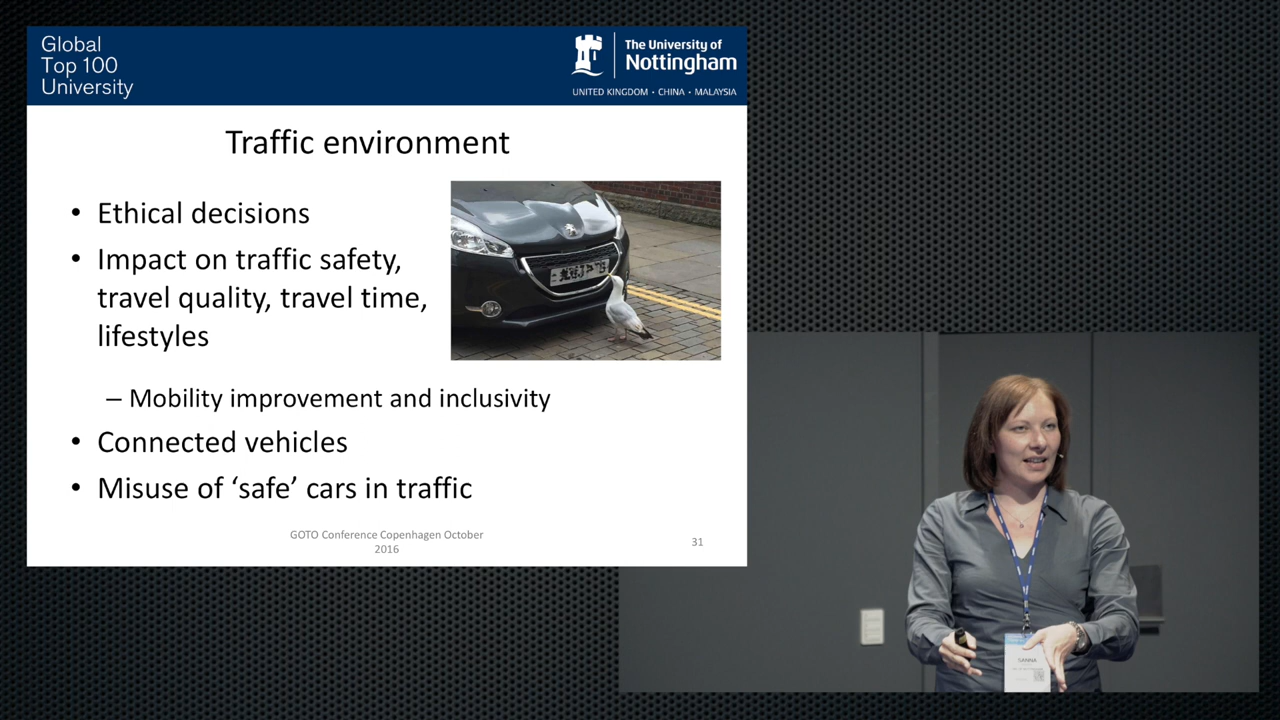 Global
Top 100
University
The University of
Nottingham
UNITED KINGDOM • CHINA • MALAYSIA
Traffic environment
• Ethical decisions
• Impact on traffic safety,
travel quality, travel time,
lifestyles
– Mobility improvement and inclusivity
• Connected vehicles
• Misuse of ‘safe’ cars in traffic
GOTO Conference Copenhagen October
2016
31
SANNA